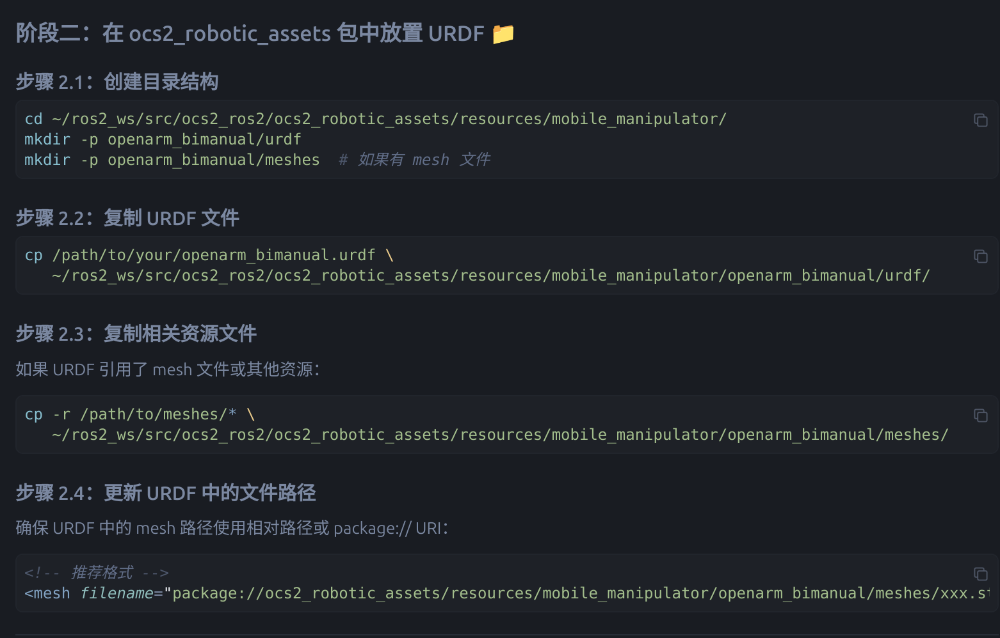 阶段二：在 ocs2_robotic_assets 包中放置 URDF 📁
步骤 2.1：创建目录结构
cd ~/ros2_ws/src/ocs2_ros2/ocs2_robotic_assets/resources/mobile_manipulator/
mkdir -p openarm_bimanual/urdf
mkdir -p openarm_bimanual/meshes  # 如果有 mesh 文件
步骤 2.2：复制 URDF 文件
cp /path/to/your/openarm_bimanual.urdf \
   ~/ros2_ws/src/ocs2_ros2/ocs2_robotic_assets/resources/mobile_manipulator/openarm_bimanual/urdf/
步骤 2.3：复制相关资源文件
如果 URDF 引用了 mesh 文件或其他资源：
cp -r /path/to/meshes/* \
   ~/ros2_ws/src/ocs2_ros2/ocs2_robotic_assets/resources/mobile_manipulator/openarm_bimanual/meshes/
步骤 2.4：更新 URDF 中的文件路径
确保 URDF 中的 mesh 路径使用相对路径或 package:// URI：
<!-- 推荐格式 -->
<mesh filename="package://ocs2_robotic_assets/resources/mobile_manipulator/openarm_bimanual/meshes/xxx.st